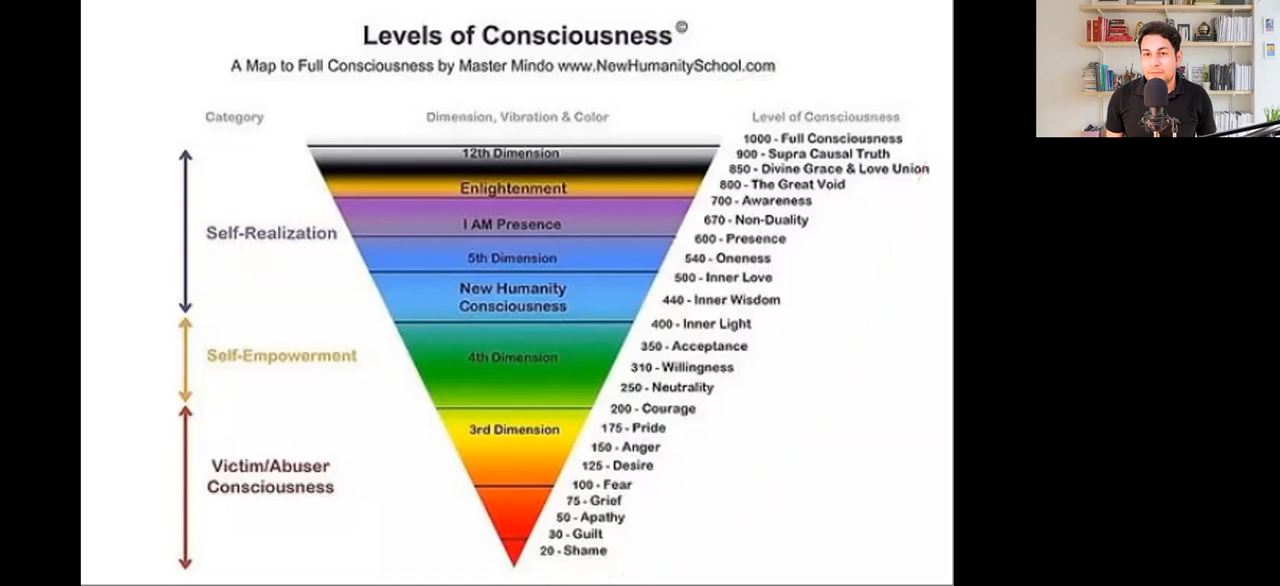 Levels of Consciousness©
A Map to Full Consciousness by Master Mindo www.NewHumanitySchool.com
Category
Dimension, Vibration & Color
Level of Consciousness
Self-Realization
Self-Empowerment
Victim/Abuser
Consciousness
12th Dimension
Enlightenment
I AM Presence
5th Dimension
New Humanity
Consciousness
4th Dimension
3rd Dimension
1000 - Full Consciousness
900 - Supra Causal Truth
850 - Divine Grace & Love Union
800 - The Great Void
700 - Awareness
670 - Non-Duality
600 - Presence
540 - Oneness
500 - Inner Love
440 - Inner Wisdom
400 - Inner Light
350 - Acceptance
310 - Willingness
250 - Neutrality
200 - Courage
175 - Pride
150 - Anger
125 - Desire
100 - Fear
75 - Grief
50 - Apathy
30 - Guilt
20 - Shame